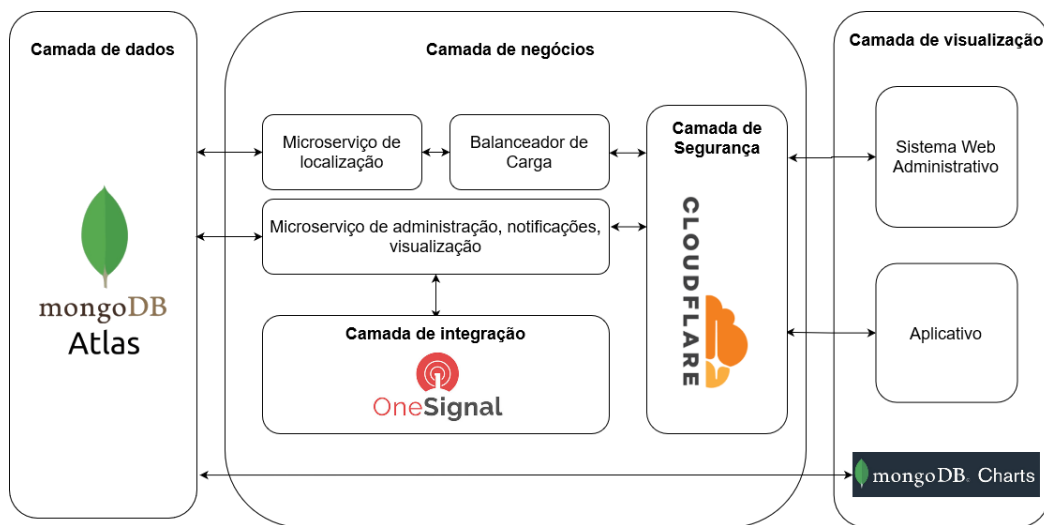 Camada de dados
mongoDB
Atlas
Camada de negócios
Microserviço de
localização
Balanceador de
Carga
Microserviço de administração, notificações,
visualização
Camada de integração
OneSignal
Camada de
Segurança
CLOUDFLARE
Camada de visualização
Sistema Web
Administrativo
Aplicativo
mongoDB. Charts